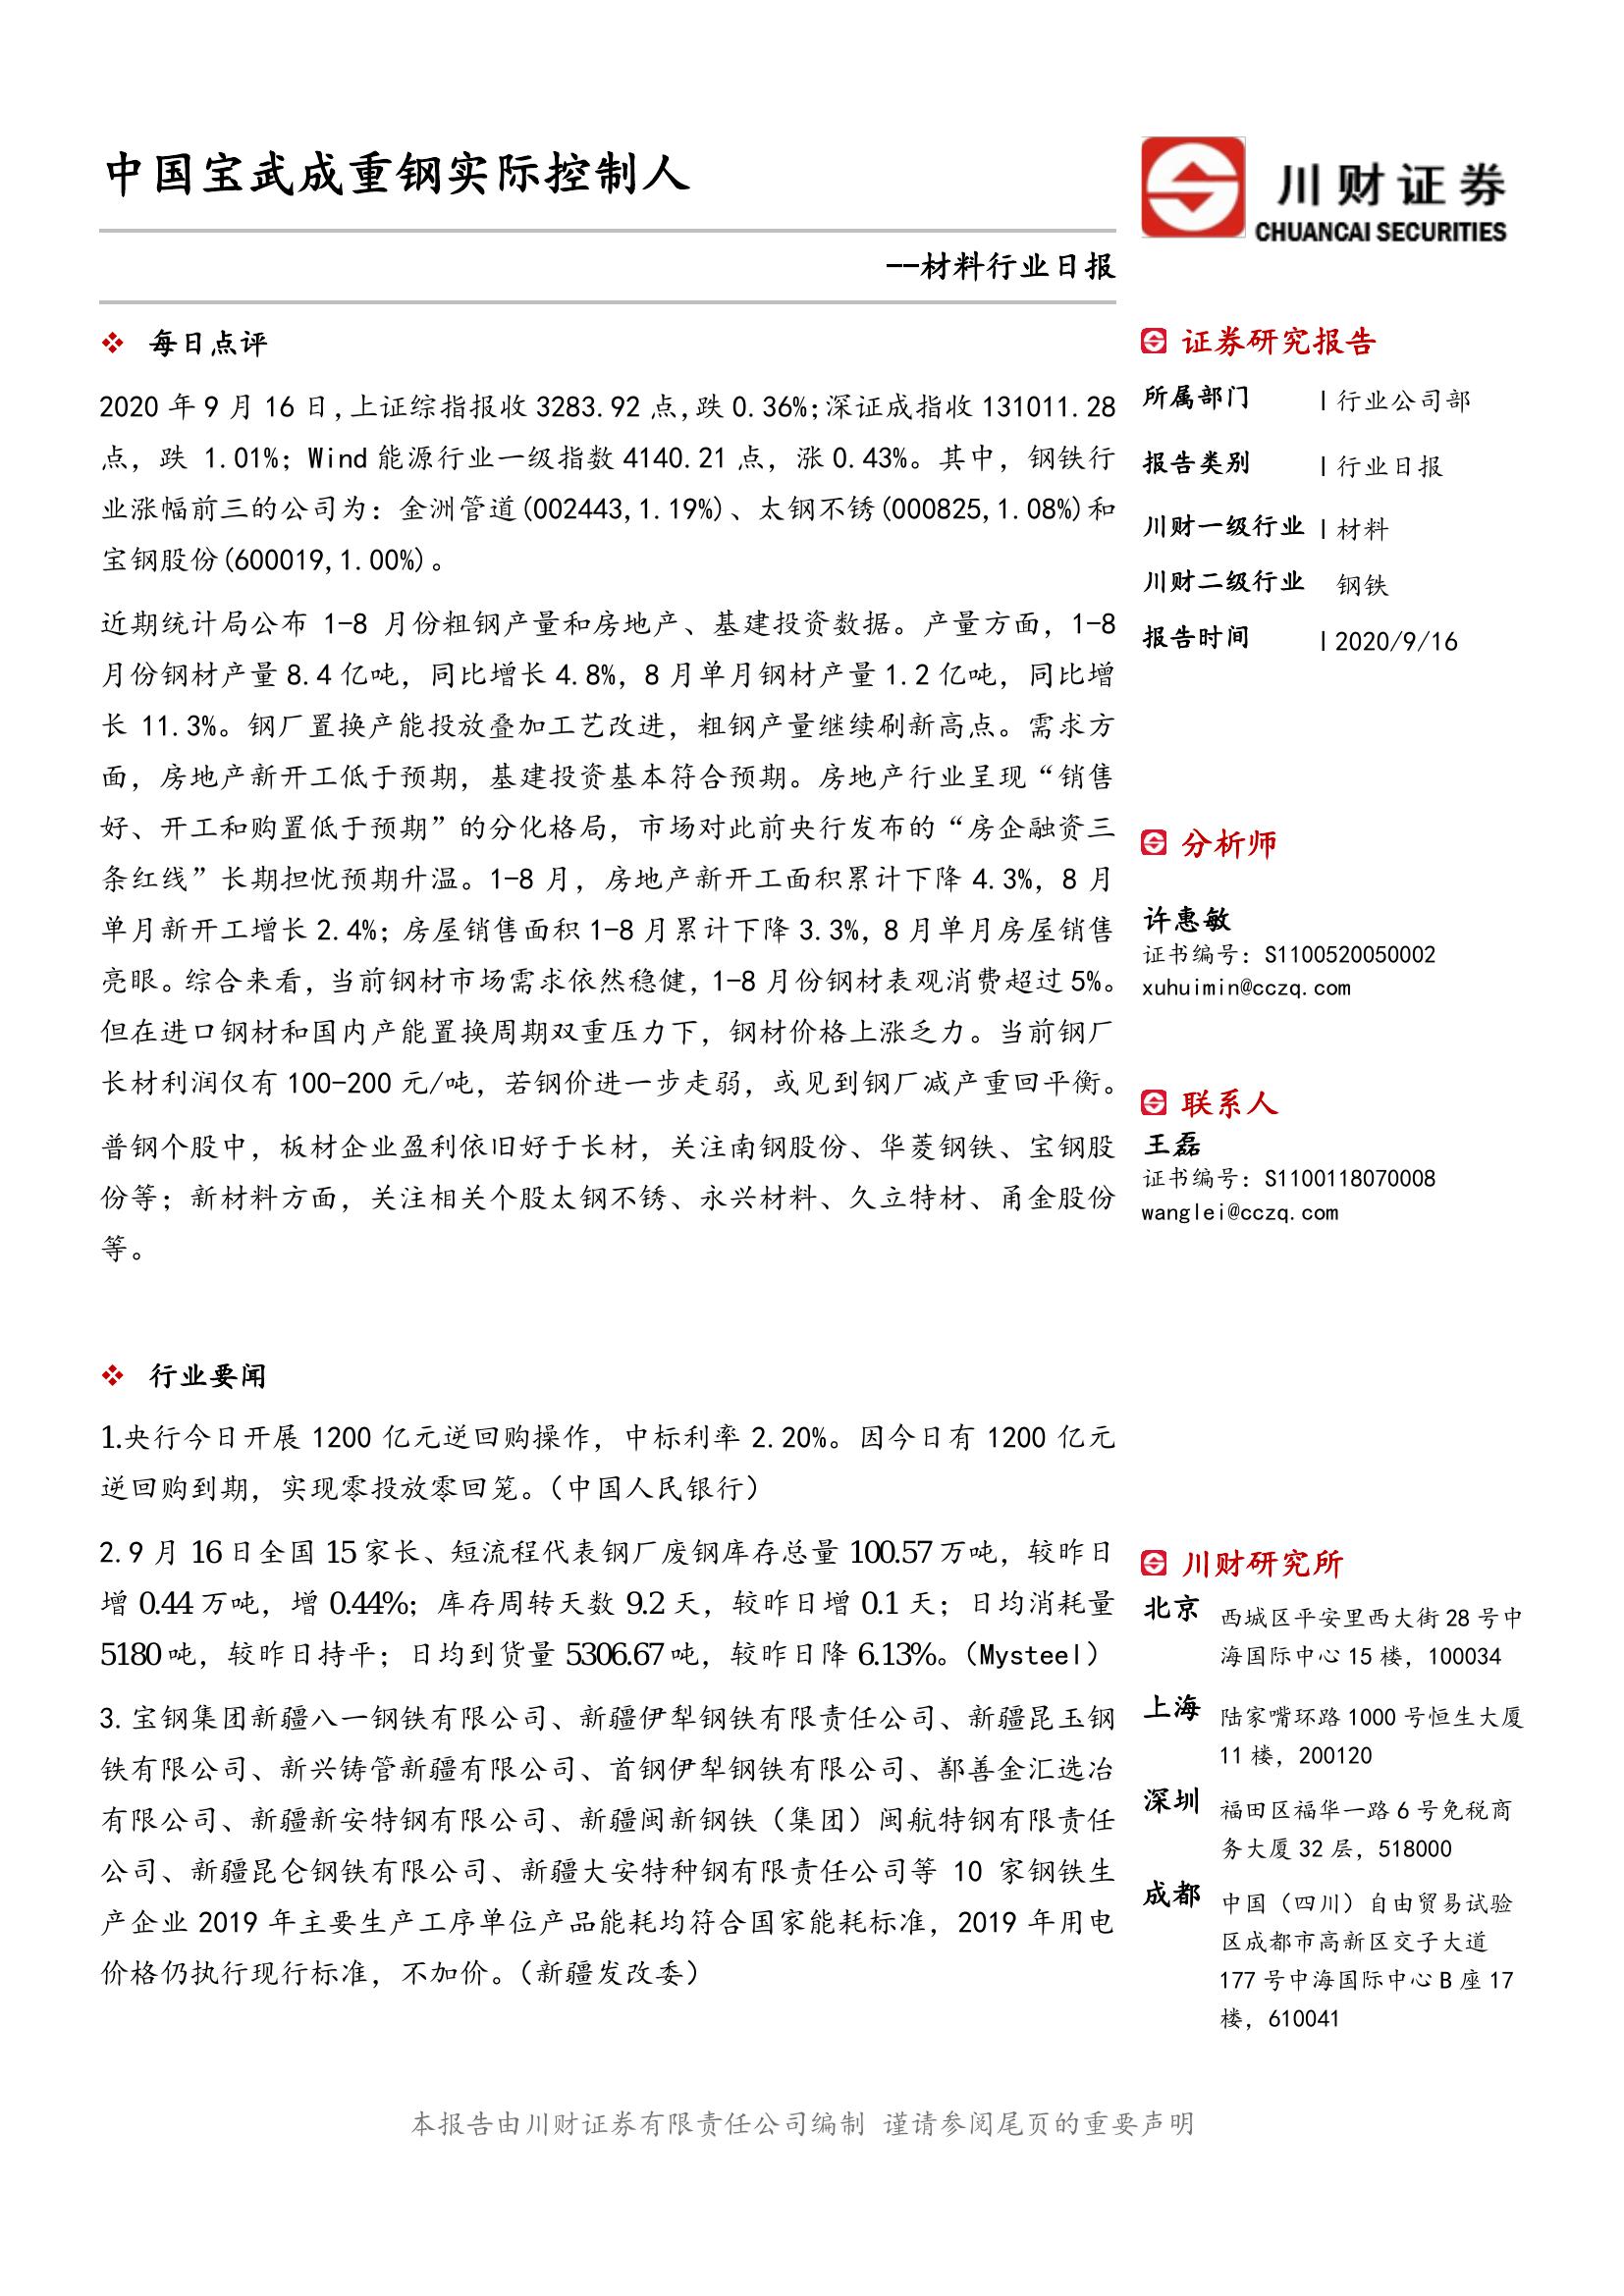 中国宝武成重钢实际控制人
川财证券
CHUANCAI SECURITIES
--材料行业日报
❖ 每日点评
2020 年 9 月 16 日,上证综指报收 3283.92 点,跌 0.36%;深证成指收 131011.28
点，跌 1.01%；Wind 能源行业一级指数 4140.21 点，涨 0.43%。其中，钢铁行
业涨幅前三的公司为：金洲管道(002443,1.19%)、太钢不锈(000825,1.08%)和
宝钢股份(600019,1.00%)。
近期统计局公布 1-8 月份粗钢产量和房地产、基建投资数据。产量方面，1-8
月份钢材产量 8.4 亿吨，同比增长 4.8%，8 月单月钢材产量 1.2 亿吨，同比增
长 11.3%。钢厂置换产能投放叠加工艺改进，粗钢产量继续刷新高点。需求方
面，房地产新开工低于预期，基建投资基本符合预期。房地产行业呈现“销售
好、开工和购置低于预期”的分化格局，市场对此前央行发布的“房企融资三
条红线”长期担忧预期升温。1-8 月，房地产新开工面积累计下降 4.3%，8 月
单月新开工增长 2.4%；房屋销售面积 1-8 月累计下降 3.3%，8 月单月房屋销售
亮眼。综合来看，当前钢材市场需求依然稳健，1-8 月份钢材表观消费超过 5%。
但在进口钢材和国内产能置换周期双重压力下，钢材价格上涨乏力。当前钢厂
长材利润仅有 100-200 元/吨，若钢价进一步走弱，或见到钢厂减产重回平衡。
普钢个股中，板材企业盈利依旧好于长材，关注南钢股份、华菱钢铁、宝钢股
份等；新材料方面，关注相关个股太钢不锈、永兴材料、久立特材、甬金股份
等。
❖ 行业要闻
1.央行今日开展 1200 亿元逆回购操作，中标利率 2.20%。因今日有 1200 亿元
逆回购到期，实现零投放零回笼。（中国人民银行）
2.9 月 16 日全国 15 家长、短流程代表钢厂废钢库存总量 100.57 万吨，较昨日
增 0.44 万吨，增 0.44%；库存周转天数 9.2 天，较昨日增 0.1 天；日均消耗量
5180 吨，较昨日持平；日均到货量 5306.67 吨，较昨日降 6.13%。（Mysteel）
3.宝钢集团新疆八一钢铁有限公司、新疆伊犁钢铁有限责任公司、新疆昆玉钢
铁有限公司、新兴铸管新疆有限公司、首钢伊犁钢铁有限公司、鄯善金汇选冶
有限公司、新疆新安特钢有限公司、新疆闽新钢铁（集团）闽航特钢有限责任
公司、新疆昆仑钢铁有限公司、新疆大安特种钢有限责任公司等 10 家钢铁生
产企业 2019 年主要生产工序单位产品能耗均符合国家能耗标准，2019 年用电
价格仍执行现行标准，不加价。（新疆发改委）
证券研究报告
所属部门 | 行业公司部
报告类别 | 行业日报
川财一级行业 | 材料
川财二级行业 钢铁
报告时间 | 2020/9/16
分析师
许惠敏
证书编号：S1100520050002
xuhuimin@cczq.com
联系人
王磊
证书编号：S1100118070008
wanglei@cczq.com
川财研究所
北京 西城区平安里西大街 28 号中
海国际中心 15 楼，100034
上海 陆家嘴环路 1000 号恒生大厦
11 楼，200120
深圳 福田区福华一路 6 号免税商
务大厦 32 层，518000
成都 中国（四川）自由贸易试验
区成都市高新区交子大道
177 号中海国际中心 B 座 17
楼，610041
本报告由川财证券有限责任公司编制 谨请参阅尾页的重要声明